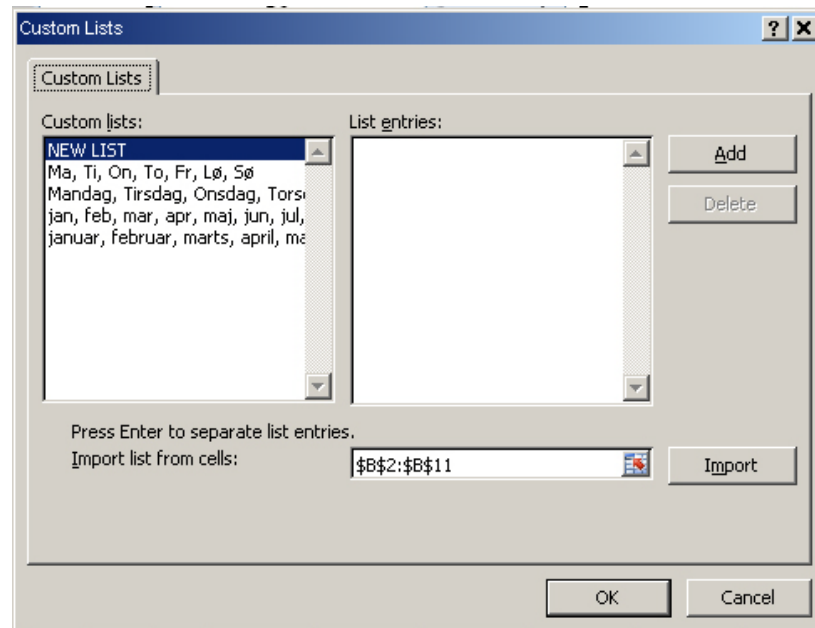 Custom Lists
Custom Lists
Custom lists:
List entries:
NEW LIST
Ma, Ti, On, To, Fr, Lø, Sø
Mandag, Tirsdag, Onsdag, Tors
jan, feb, mar, apr, maj, jun, jul,
januar, februar, marts, april, ma
Add
Delete
Press Enter to separate list entries.
Import list from cells:
$B$2:$B$11
Import
OK
Cancel